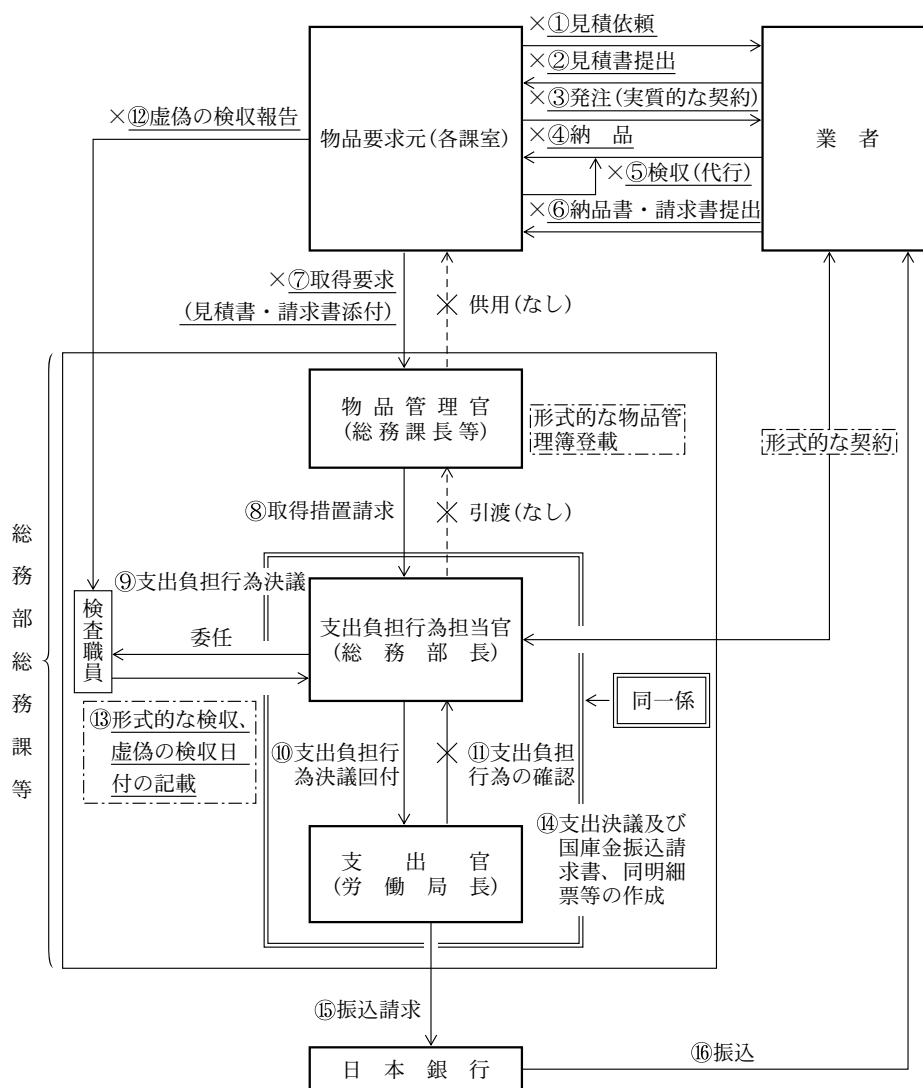 ×①見積依頼
×②見積書提出
×③発注(実質的な契約)
×④納 品
×⑤検収(代行)
×⑥納品書・請求書提出
×⑫虚偽の検収報告
物品要求元(各課室)
業 者
×⑦取得要求
(見積書・請求書添付)
供用(なし)
物品管理官
(総務課長等)
形式的な物品管
理簿登載
形式的な契約
⑧取得措置請求
引渡(なし)
総務部総務課等
⑨支出負担行為決議
検査職員
委任
支出負担行為担当官
(総務部長)
同一係
⑬形式的な検収、
虚偽の検収日
付の記載
⑩支出負担行
為決議回付
⑪支出負担
行為の確認
支出官
(労働局長)
⑭支出決議及び
国庫金振込請
求書、同明細
票等の作成
⑮振込請求
⑯振込
日本銀行